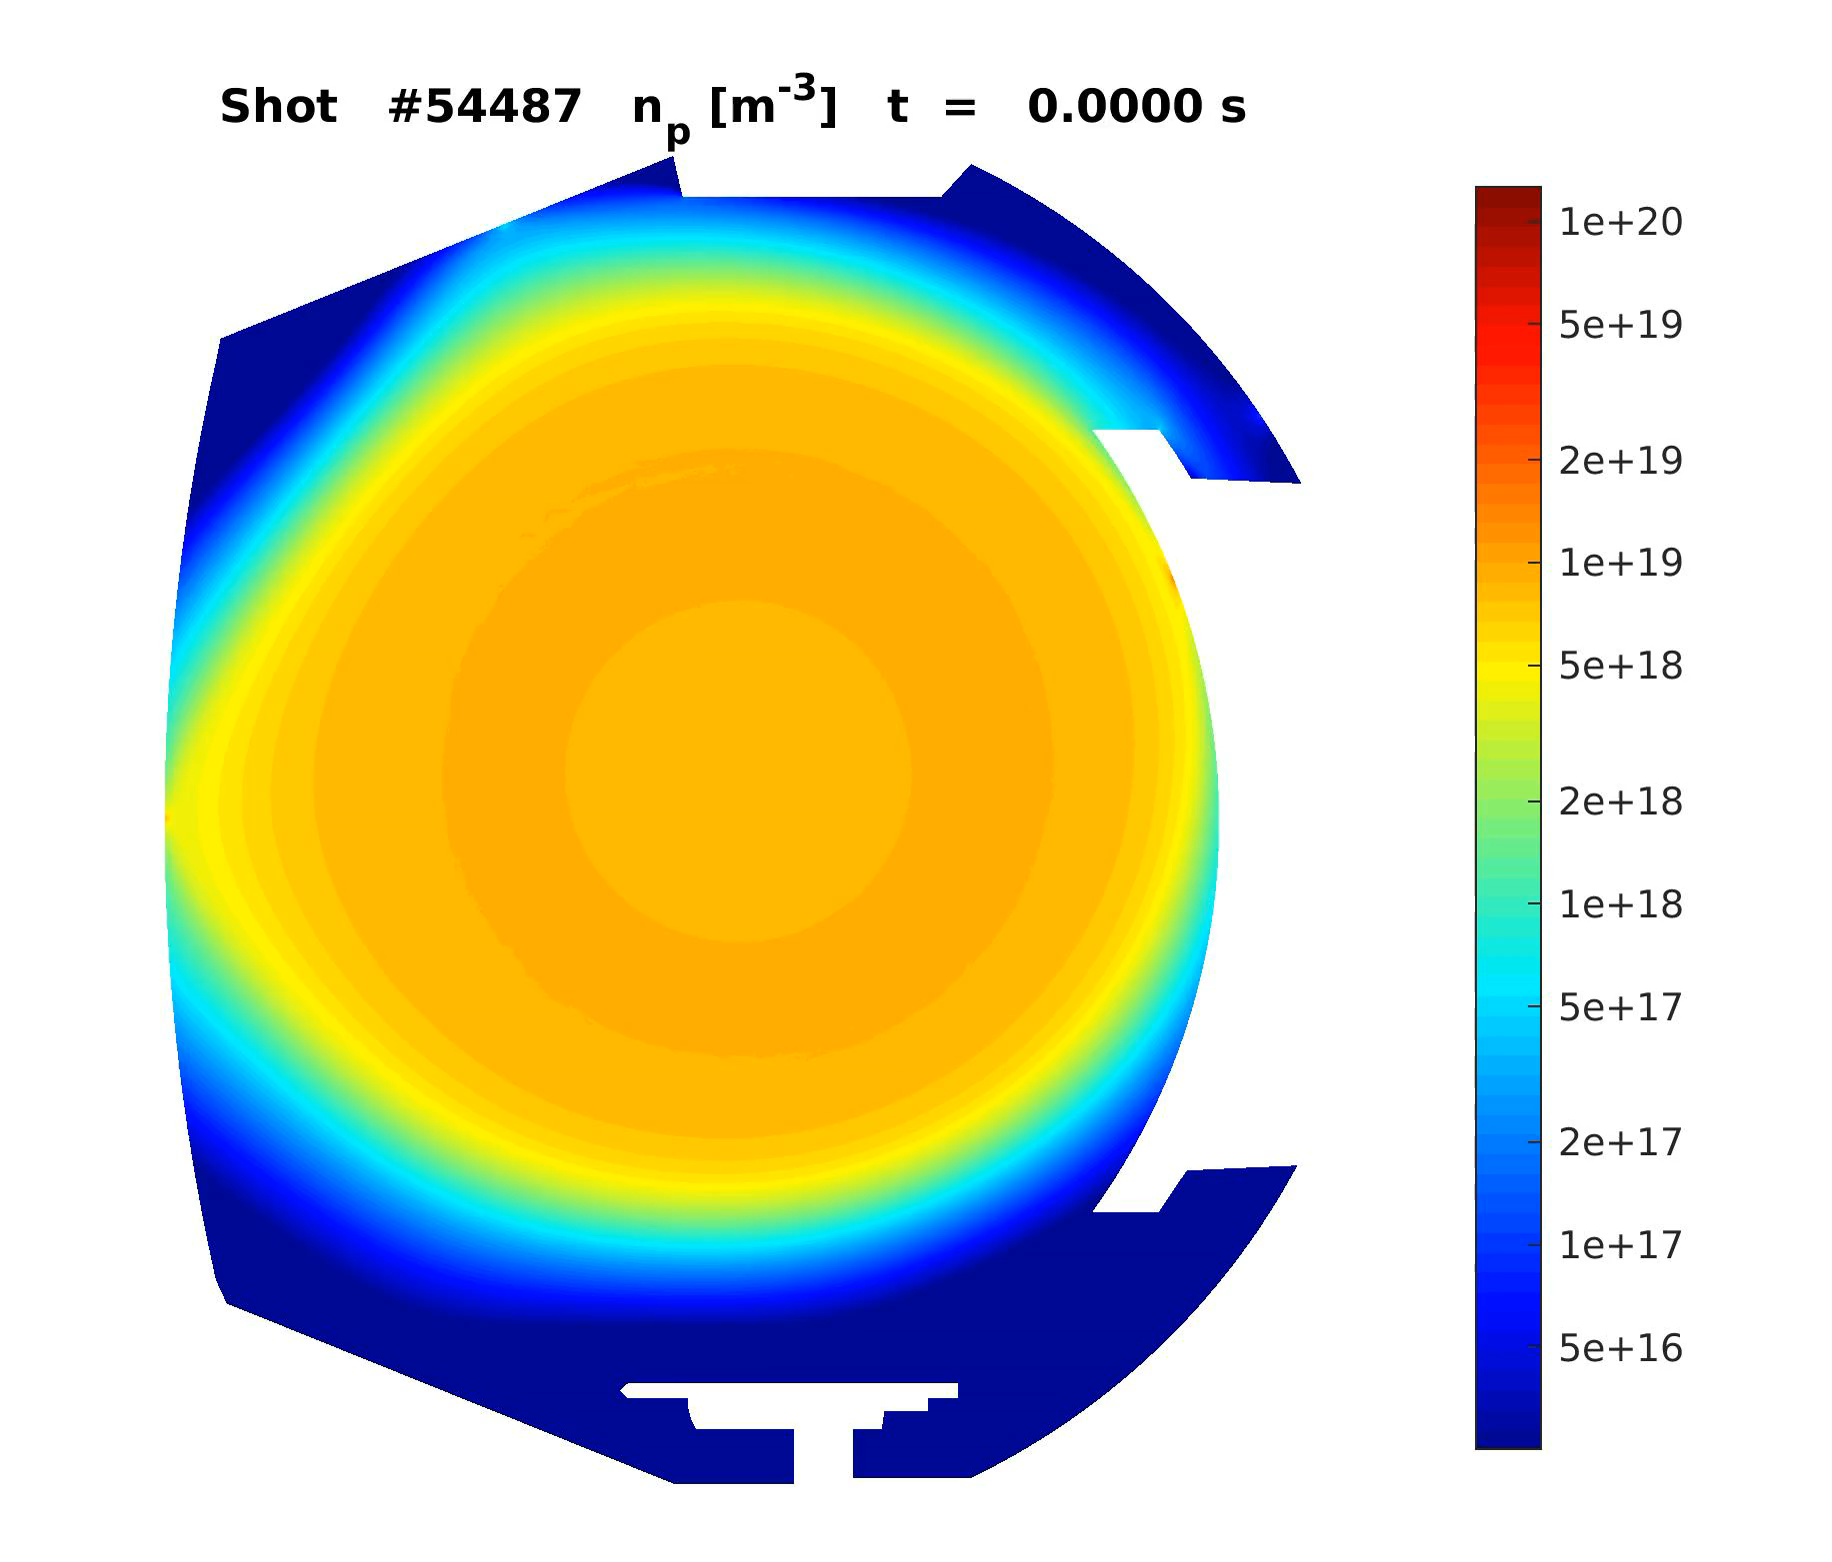 Shot #54487 n_p [m^-3] t = 0.0000 s
1e+20
5e+19
2e+19
1e+19
5e+18
2e+18
1e+18
5e+17
2e+17
1e+17
5e+16